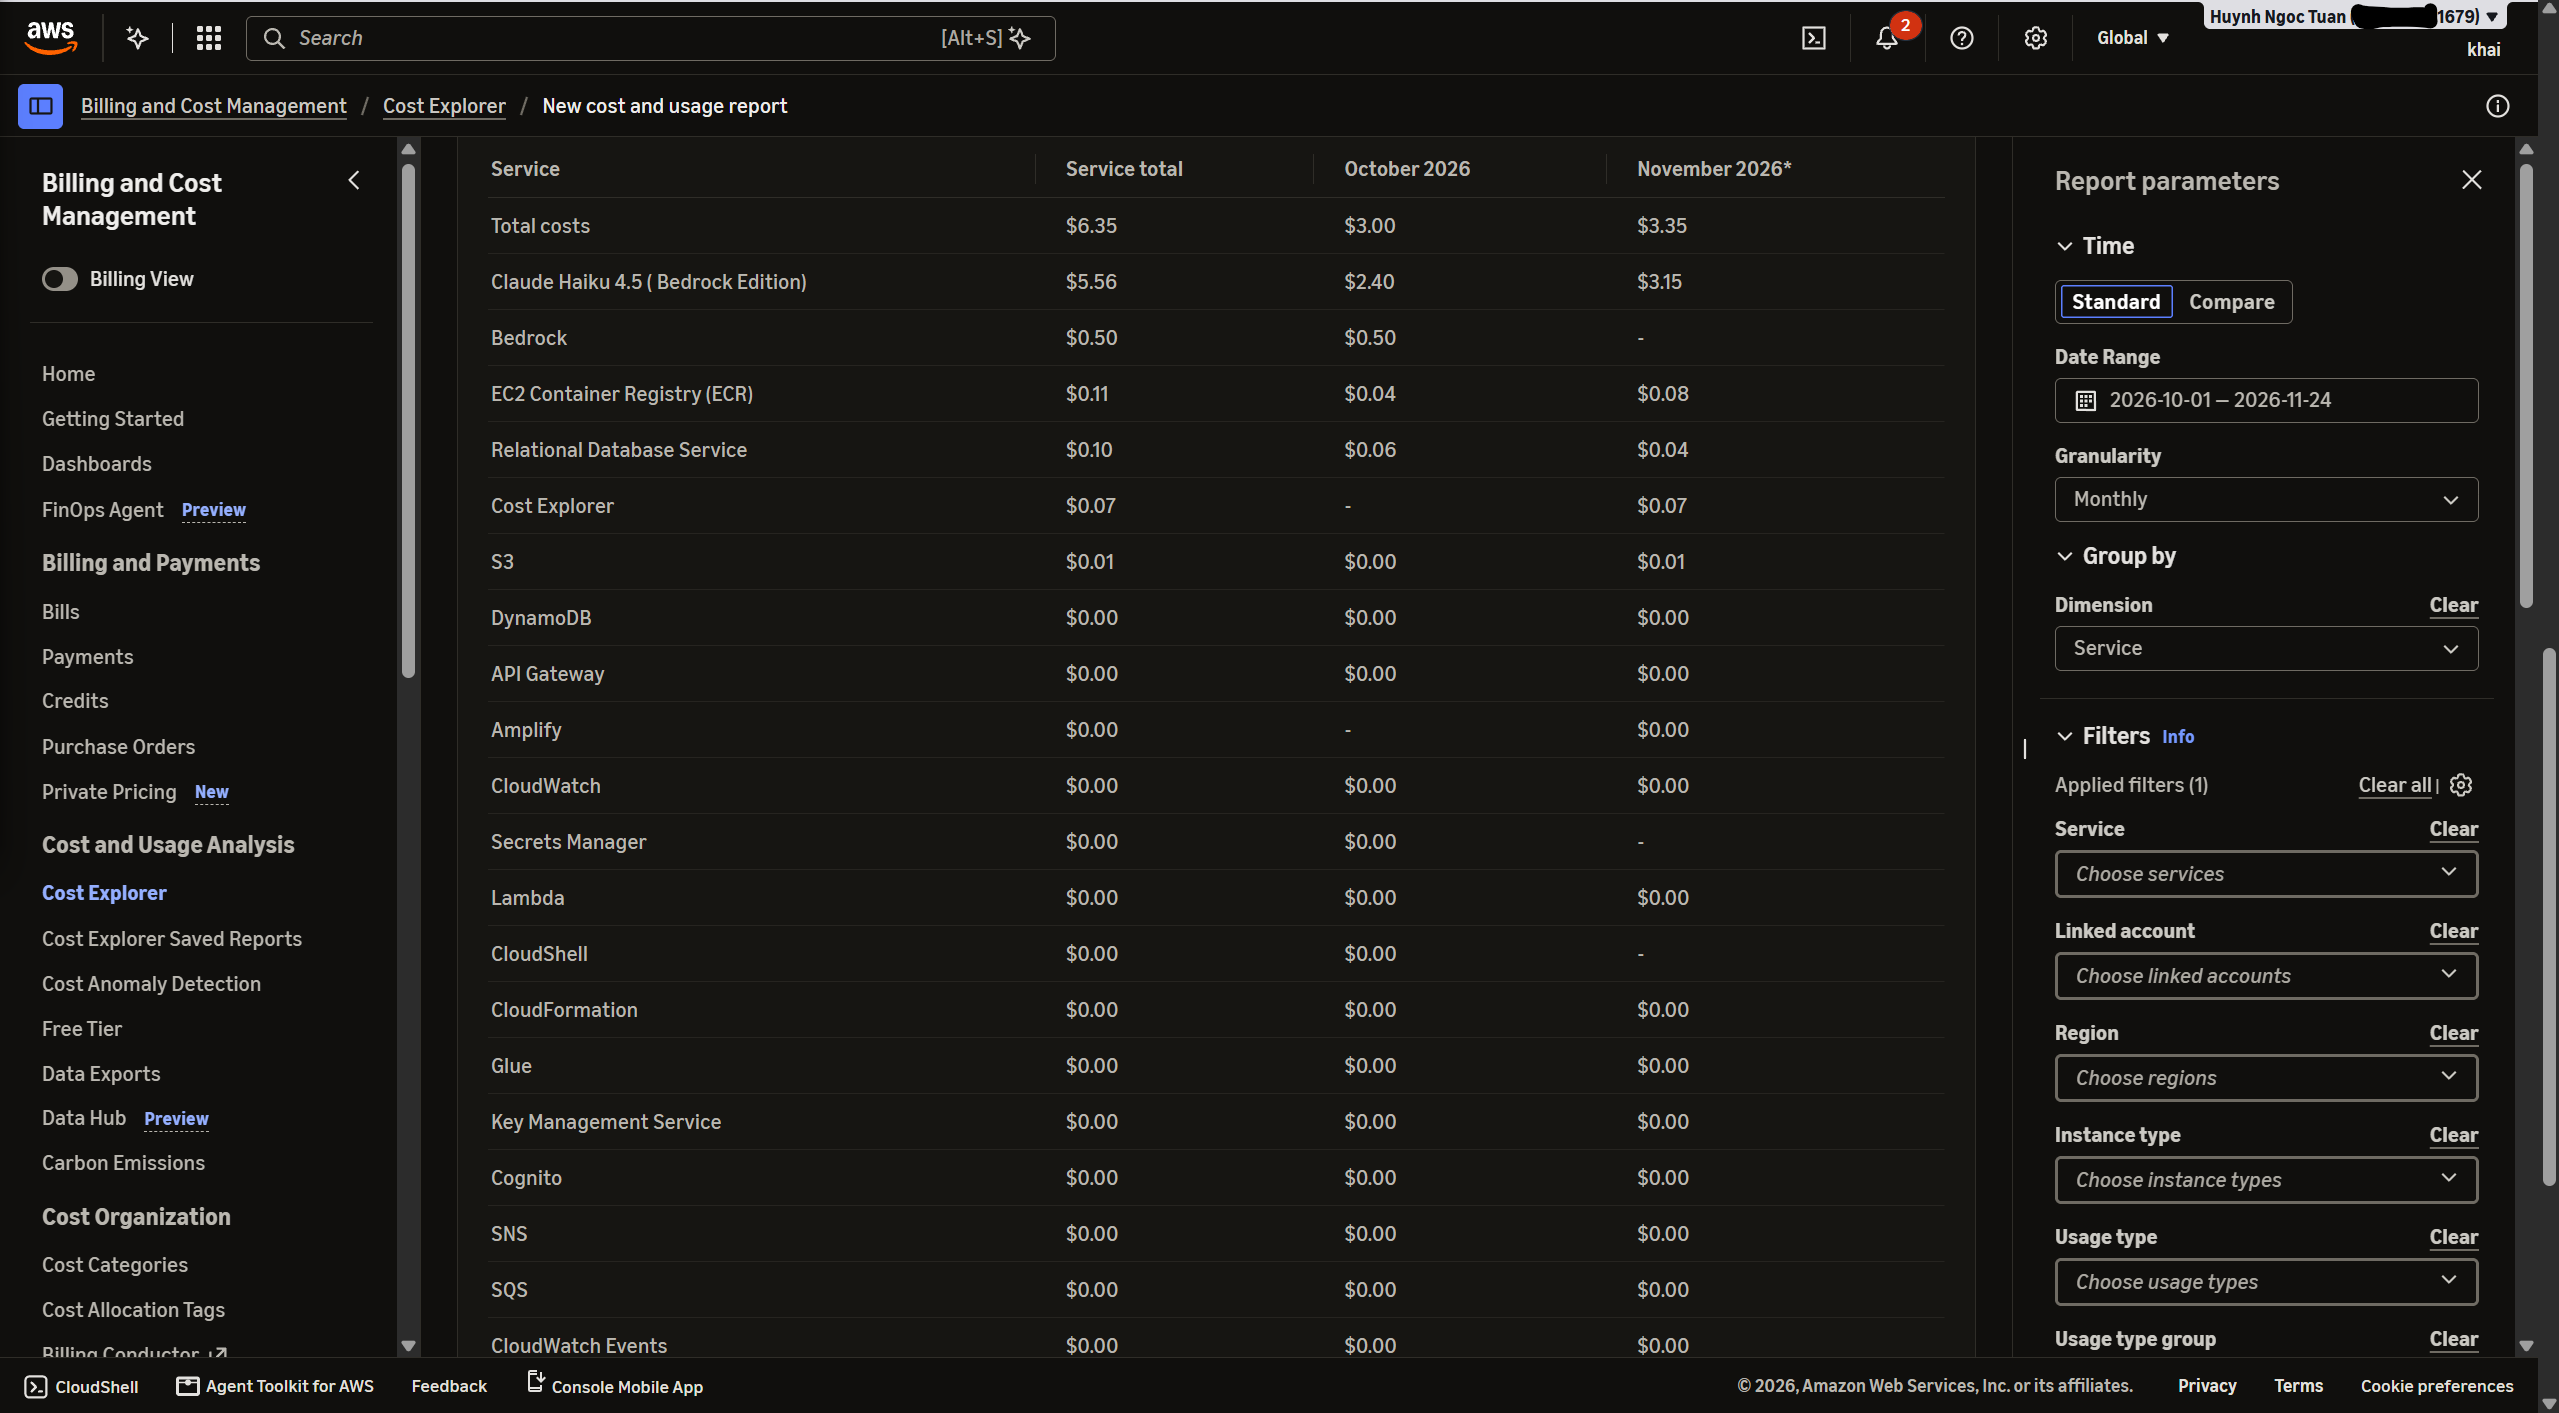 aws
Search
[Alt+S]
2
Global
Huynh Ngoc Tuan (
1679)
khai
Billing and Cost Management / Cost Explorer / New cost and usage report
Billing and Cost
Management
Billing View
Home
Getting Started
Dashboards
FinOps Agent Preview
Billing and Payments
Bills
Payments
Credits
Purchase Orders
Private Pricing New
Cost and Usage Analysis
Cost Explorer
Cost Explorer Saved Reports
Cost Anomaly Detection
Free Tier
Data Exports
Data Hub Preview
Carbon Emissions
Cost Organization
Cost Categories
Cost Allocation Tags
Billing Conductor
Service Service total October 2026 November 2026*
Total costs $6.35 $3.00 $3.35
Claude Haiku 4.5 ( Bedrock Edition) $5.56 $2.40 $3.15
Bedrock $0.50 $0.50 -
EC2 Container Registry (ECR) $0.11 $0.04 $0.08
Relational Database Service $0.10 $0.06 $0.04
Cost Explorer $0.07 - $0.07
S3 $0.01 $0.00 $0.01
DynamoDB $0.00 $0.00 $0.00
API Gateway $0.00 $0.00 $0.00
Amplify $0.00 - $0.00
CloudWatch $0.00 $0.00 $0.00
Secrets Manager $0.00 $0.00 -
Lambda $0.00 $0.00 $0.00
CloudShell $0.00 $0.00 -
CloudFormation $0.00 $0.00 $0.00
Glue $0.00 $0.00 $0.00
Key Management Service $0.00 $0.00 $0.00
Cognito $0.00 $0.00 $0.00
SNS $0.00 $0.00 $0.00
SQS $0.00 $0.00 $0.00
CloudWatch Events $0.00 $0.00 $0.00
Report parameters
Time
Standard Compare
Date Range
2026-10-01 — 2026-11-24
Granularity
Monthly
Group by
Dimension Clear
Service
Filters Info
Applied filters (1) Clear all |
Service Clear
Choose services
Linked account Clear
Choose linked accounts
Region Clear
Choose regions
Instance type Clear
Choose instance types
Usage type Clear
Choose usage types
Usage type group Clear
CloudShell Agent Toolkit for AWS Feedback Console Mobile App
© 2026, Amazon Web Services, Inc. or its affiliates. Privacy Terms Cookie preferences